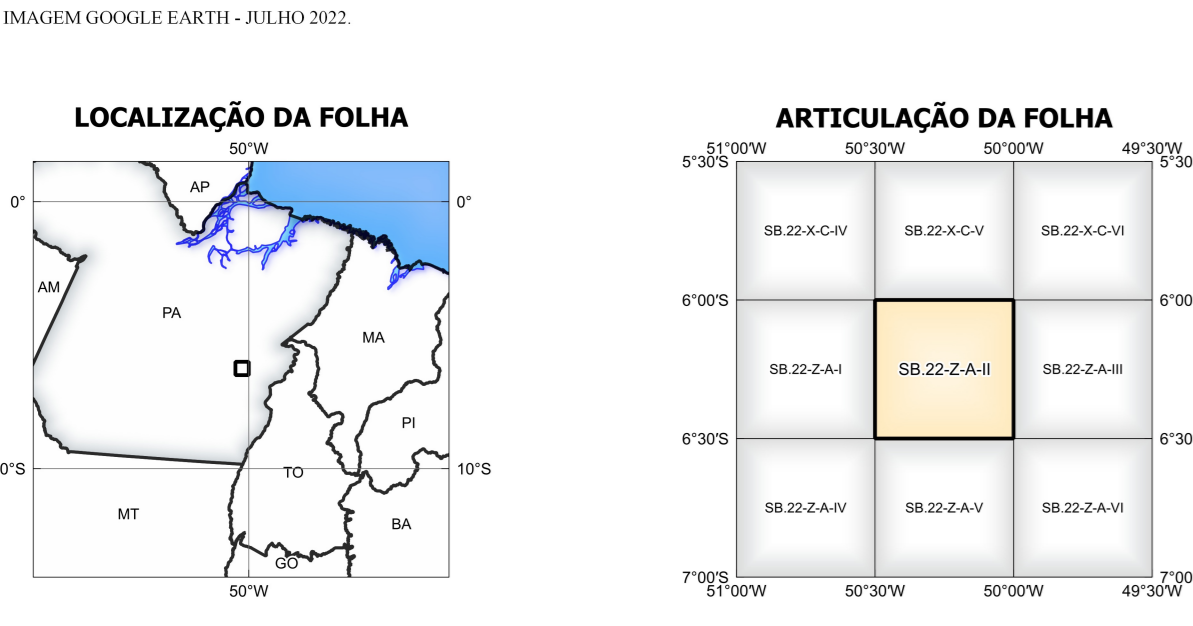 IMAGEM GOOGLE EARTH - JULHO 2022.
LOCALIZAÇÃO DA FOLHA
50°W
AP
0°
0°
AM
PA
MA
PI
0°S
TO
10°S
MT
BA
GO
50°W
ARTICULAÇÃO DA FOLHA
51°00'W 50°30'W 50°00'W 49°30'W
5°30'S 5°30
SB.22-X-C-IV SB.22-X-C-V SB.22-X-C-VI
6°00'S 6°00
SB.22-Z-A-I SB.22-Z-A-II SB.22-Z-A-III
6°30'S 6°30
SB.22-Z-A-IV SB.22-Z-A-V SB.22-Z-A-VI
7°00'S 7°00
51°00'W 50°30'W 50°00'W 49°30'W